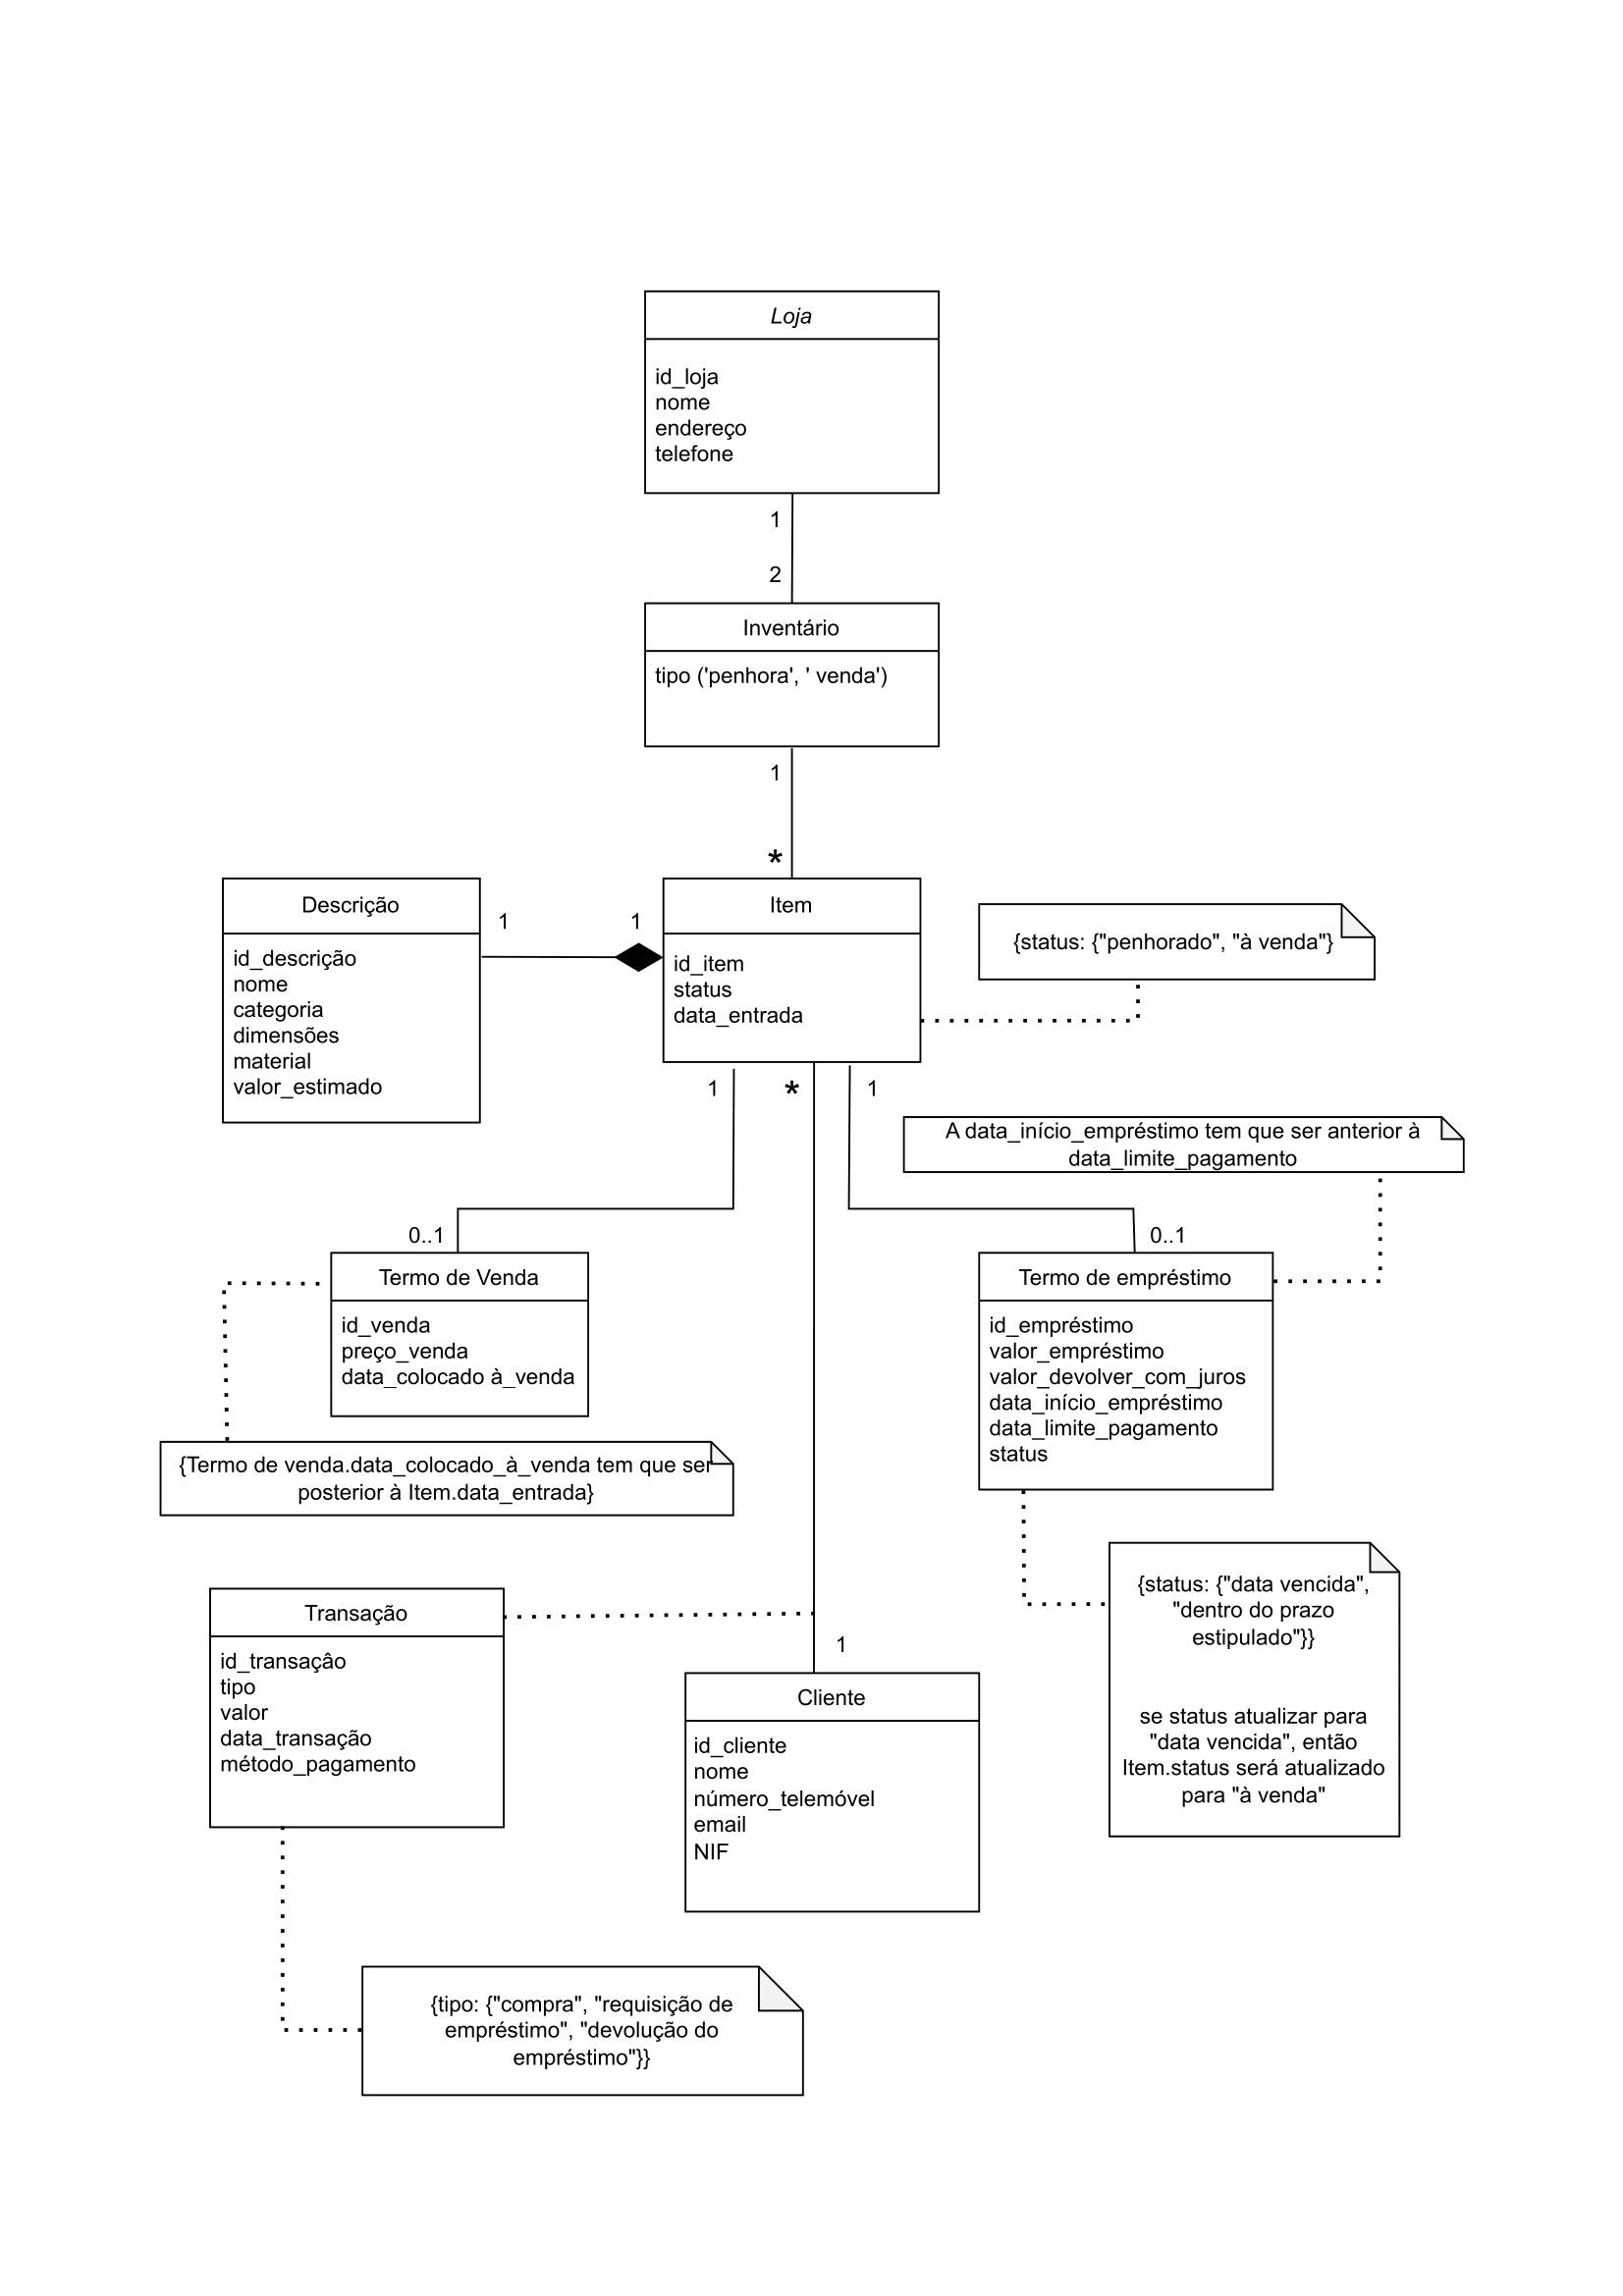 Loja
id_loja
nome
endereço
telefone
1
2
Inventário
tipo ('penhora', ' venda')
1
*
Descrição
id_descrição
nome
categoria
dimensões
material
valor_estimado
1
1
Item
id_item
status
data_entrada
{status: {"penhorado", "à venda"}
1
*
1
A data_início_empréstimo tem que ser anterior à
data_limite_pagamento
0..1
0..1
Termo de Venda
id_venda
preço_venda
data_colocado à_venda
Termo de empréstimo
id_empréstimo
valor_empréstimo
valor_devolver_com_juros
data_início_empréstimo
data_limite_pagamento
status
{Termo de venda.data_colocado_à_venda tem que ser
posterior à Item.data_entrada}
{status: {"data vencida",
"dentro do prazo
estipulado"}}
se status atualizar para
"data vencida", então
Item.status será atualizado
para "à venda"
Transação
id_transaçâo
tipo
valor
data_transação
método_pagamento
1
Cliente
id_cliente
nome
número_telemóvel
email
NIF
{tipo: {"compra", "requisição de
empréstimo", "devolução do
empréstimo"}}